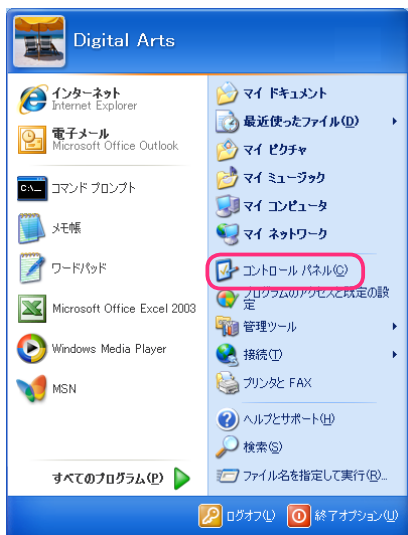 Digital Arts
インターネット
Internet Explorer
電子メール
Microsoft Office Outlook
C:\_
コマンド プロンプト
メモ帳
ワードパッド
Microsoft Office Excel 2003
Windows Media Player
MSN
すべてのプログラム(P)
マイ ドキュメント
最近使ったファイル(D)
マイ ピクチャ
マイ ミュージック
マイ コンピュータ
マイ ネットワーク
コントロール パネル(C)
プログラムのアクセスと既定の設
定
管理ツール
接続(T)
プリンタと FAX
ヘルプとサポート(H)
検索(S)
ファイル名を指定して実行(R)...
ログオフ(L)
終了オプション(U)